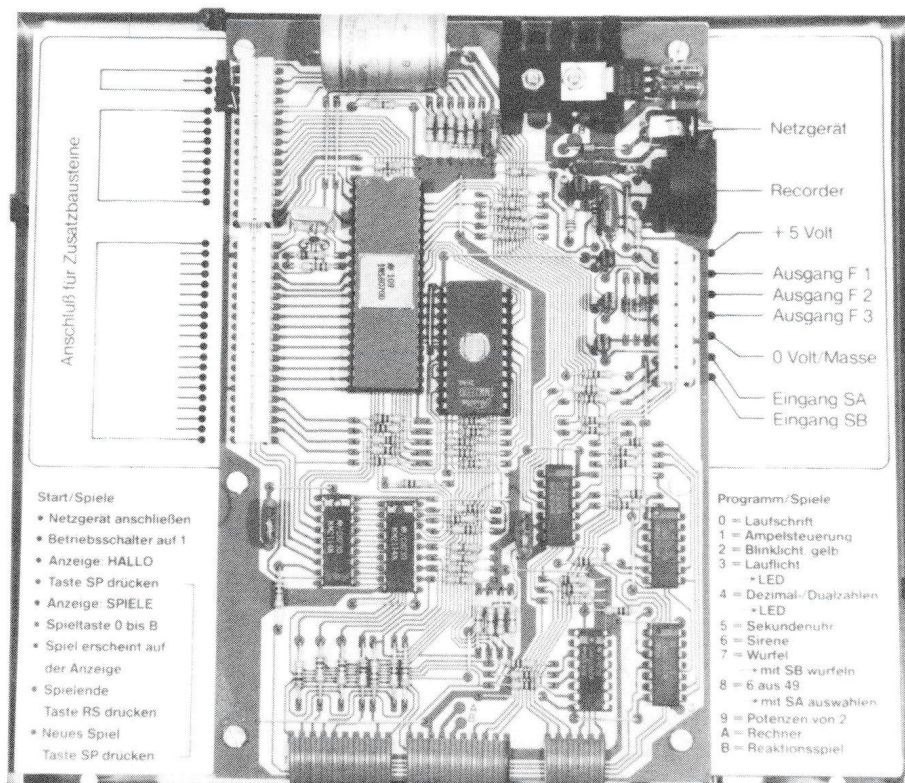 Anschluß für Zusatzbausteine
Netzgerät
Recorder
+ 5 Volt
Ausgang F 1
Ausgang F 2
Ausgang F 3
0 Volt/Masse
Eingang SA
Eingang SB
Start/Spiele
• Netzgerät anschließen
• Betriebsschalter auf 1
• Anzeige: HALLO
• Taste SP drücken
• Anzeige: SPIELE
• Spieltaste 0 bis B
• Spiel erscheint auf
der Anzeige
• Spielende
Taste RS drücken
• Neues Spiel
Taste SP drücken
Programm/Spiele
0 = Laufschrift
1 = Ampelsteuerung
2 = Blinklicht, gelb
3 = Lauflicht
• LED
4 = Dezimal-/Dualzahlen
• LED
5 = Sekundenuhr
6 = Sirene
7 = Würfel
→ mit SB würfeln
8 = 6 aus 49
• mit SA auswählen
9 = Potenzen von 2
A = Rechner
B = Reaktionsspiel